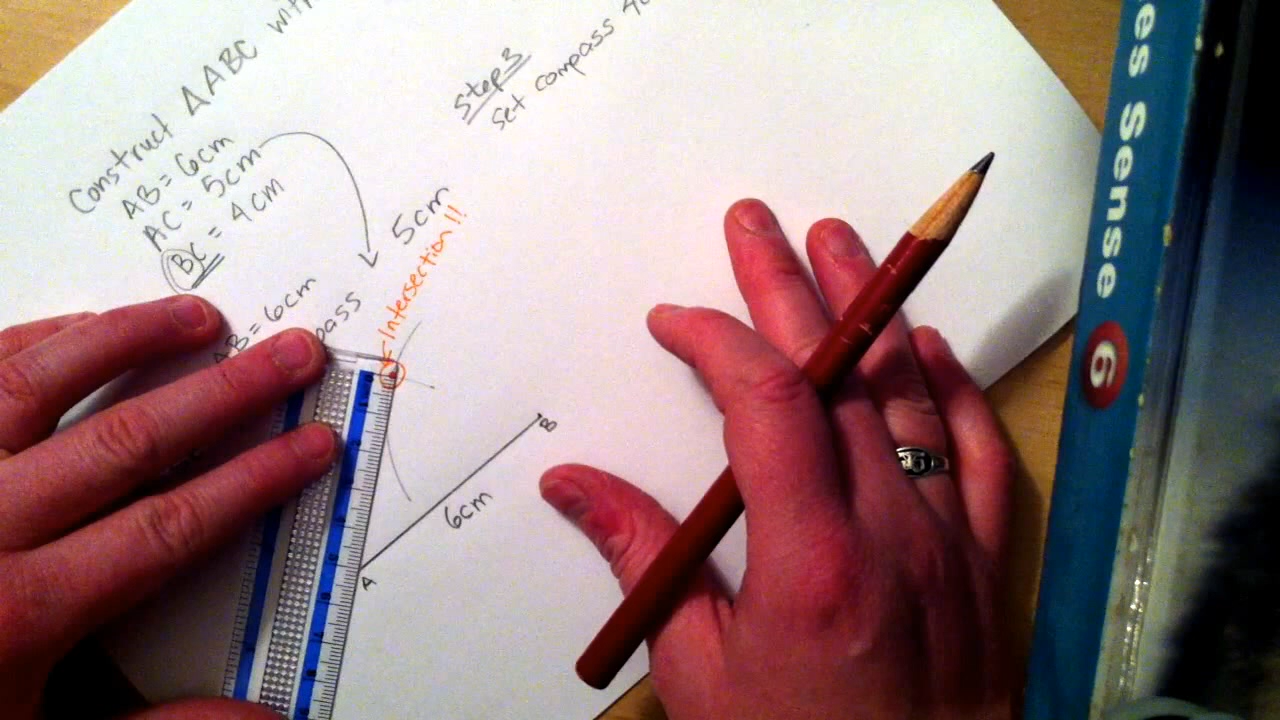 Construct ΔABC with
AB = 6cm
AC = 5cm
BC = 4cm
Step 3
Set compass 4c
5cm
Intersection!!
AB = 6cm
pass
B
6cm
A
es Sense 6